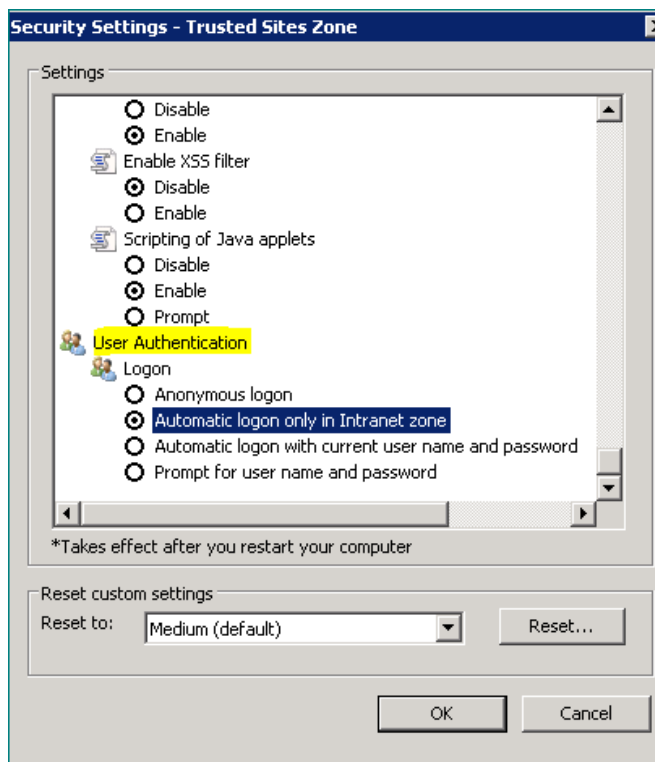 Security Settings - Trusted Sites Zone
Settings
Disable
Enable
Enable XSS filter
Disable
Enable
Scripting of Java applets
Disable
Enable
Prompt
User Authentication
Logon
Anonymous logon
Automatic logon only in Intranet zone
Automatic logon with current user name and password
Prompt for user name and password
*Takes effect after you restart your computer
Reset custom settings
Reset to:
Medium (default)
Reset...
OK
Cancel